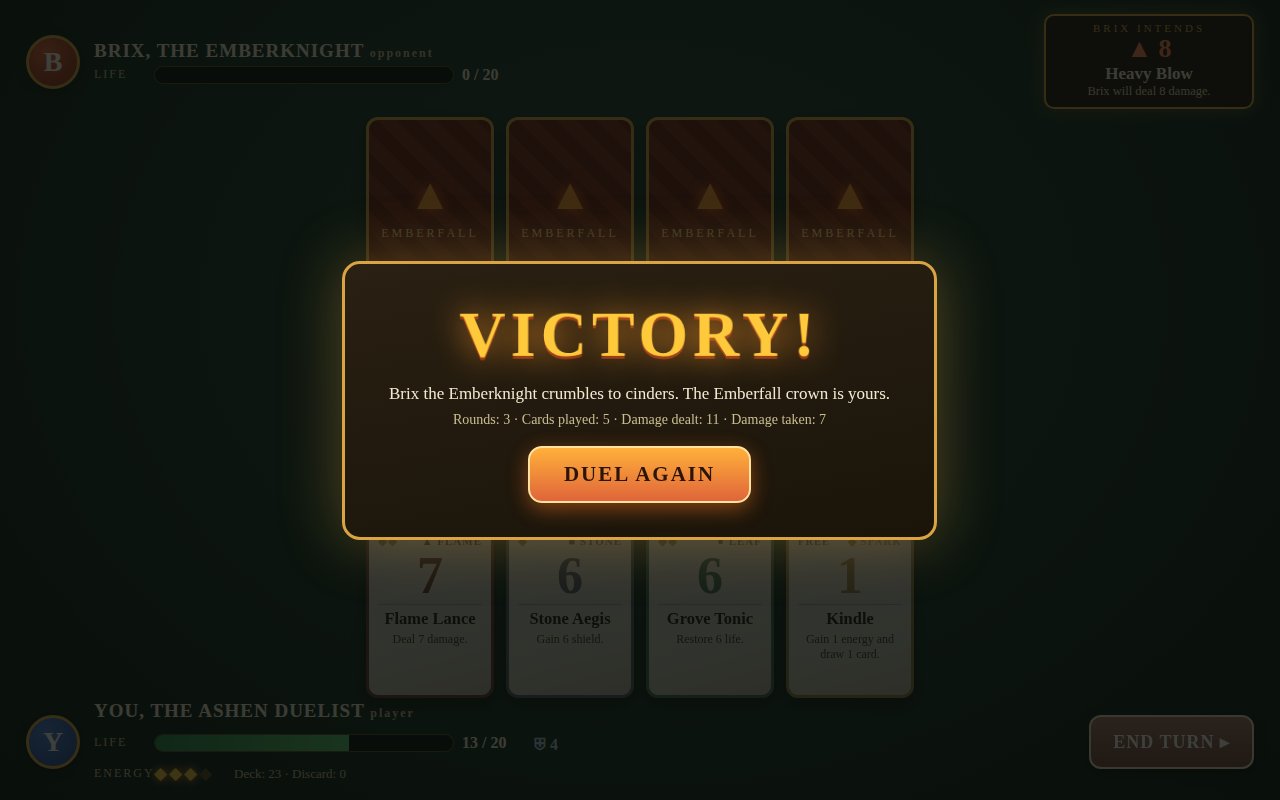 B
BRIX, THE EMBERKNIGHT opponent
LIFE 0 / 20
BRIX INTENDS
▲ 8
Heavy Blow
Brix will deal 8 damage.
EMBERFALL EMBERFALL EMBERFALL EMBERFALL
VICTORY!
Brix the Emberknight crumbles to cinders. The Emberfall crown is yours.
Rounds: 3 · Cards played: 5 · Damage dealt: 11 · Damage taken: 7
DUEL AGAIN
◆◆ ▲ FLAME ◆ ■ STONE ◆◆ ● LEAF FREE ◆ SPARK
7 6 6 1
Flame Lance Stone Aegis Grove Tonic Kindle
Deal 7 damage. Gain 6 shield. Restore 6 life. Gain 1 energy and
draw 1 card.
YOU, THE ASHEN DUELIST player
Y
LIFE 13 / 20 ⛨ 4
END TURN ▸
ENERGY ◆◆◆◆ Deck: 23 · Discard: 0